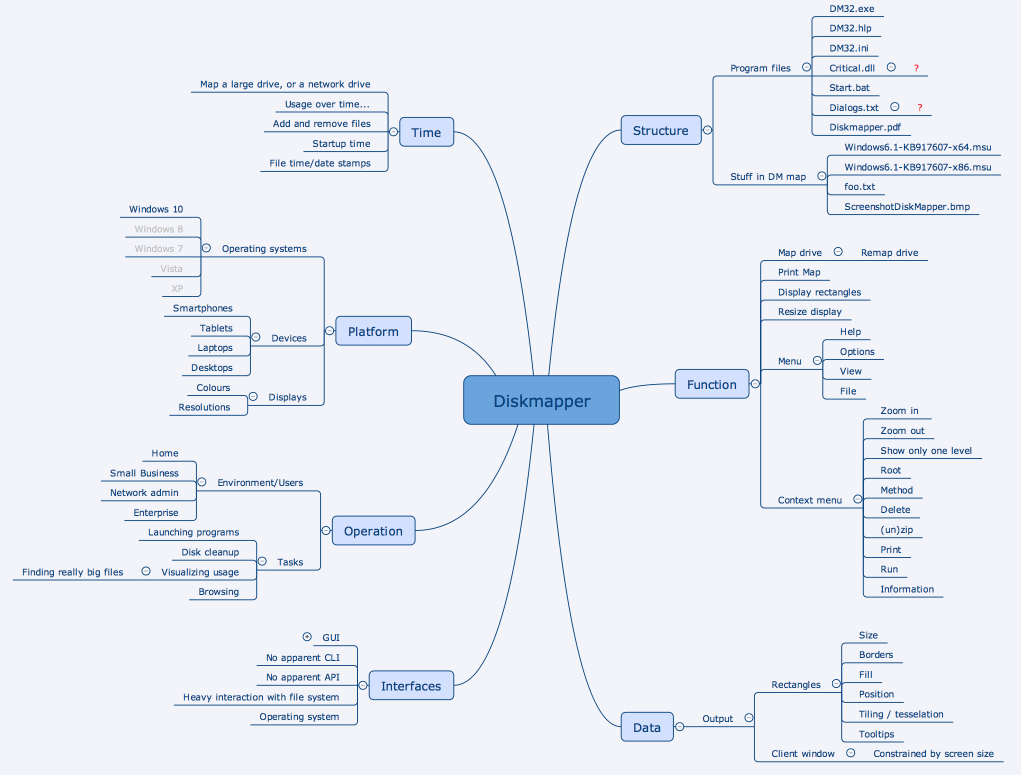 Diskmapper
Structure
Program files
DM32.exe
DM32.hlp
DM32.ini
Critical.dll
?
Start.bat
Dialogs.txt
?
Diskmapper.pdf
Stuff in DM map
Windows6.1-KB917607-x64.msu
Windows6.1-KB917607-x86.msu
foo.txt
ScreenshotDiskMapper.bmp
Function
Map drive
Remap drive
Print Map
Display rectangles
Resize display
Menu
Help
Options
View
File
Context menu
Zoom in
Zoom out
Show only one level
Root
Method
Delete
(un)zip
Print
Run
Information
Data
Output
Rectangles
Size
Borders
Fill
Position
Tiling / tesselation
Tooltips
Client window
Constrained by screen size
Time
Map a large drive, or a network drive
Usage over time...
Add and remove files
Startup time
File time/date stamps
Platform
Operating systems
Windows 10
Windows 8
Windows 7
Vista
XP
Devices
Smartphones
Tablets
Laptops
Desktops
Displays
Colours
Resolutions
Operation
Environment/Users
Home
Small Business
Network admin
Enterprise
Tasks
Launching programs
Disk cleanup
Visualizing usage
Finding really big files
Browsing
Interfaces
GUI
No apparent CLI
No apparent API
Heavy interaction with file system
Operating system